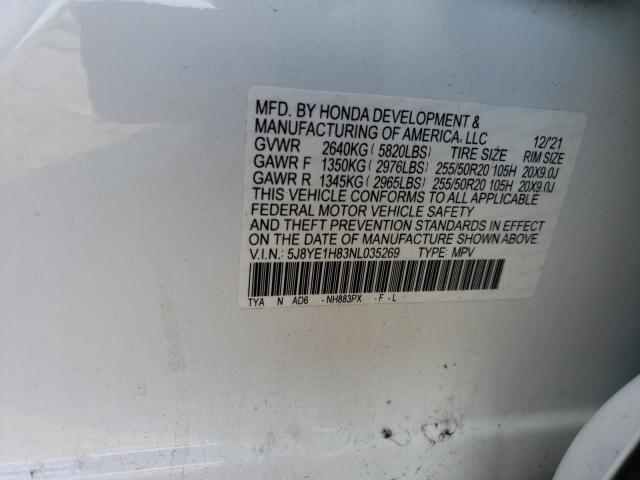 MFD. BY HONDA DEVELOPMENT &
MANUFACTURING OF AMERICA, LLC 12/21
GVWR 2640KG ( 5820LBS) TIRE SIZE RIM SIZE
GAWR F 1350KG ( 2976LBS) 255/50R20 105H 20X9.0J
GAWR R 1345KG ( 2965LBS) 255/50R20 105H 20X9.0J
THIS VEHICLE CONFORMS TO ALL APPLICABLE
FEDERAL MOTOR VEHICLE SAFETY
AND THEFT PREVENTION STANDARDS IN EFFECT
ON THE DATE OF MANUFACTURE SHOWN ABOVE.
V.I.N.: 5J8YE1H83NL035269 TYPE: MPV
TYA N AD6 -NH883PX -F -L